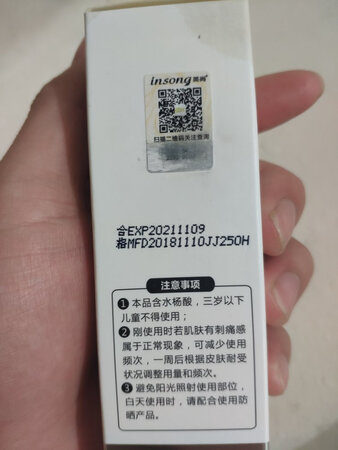 insong
扫描二维码关注查询
合EXP20211109
格MFD20181110JJ250H
注意事项
❶ 本品含水杨酸，三岁以下
儿童不得使用；
❷ 刚使用时若肌肤有刺痛感
属于正常现象，可减少使用
频次，一周后根据皮肤耐受
状况调整用量和频次。
❸ 避免阳光照射使用部位，
白天使用时，请配合使用防
晒产品。